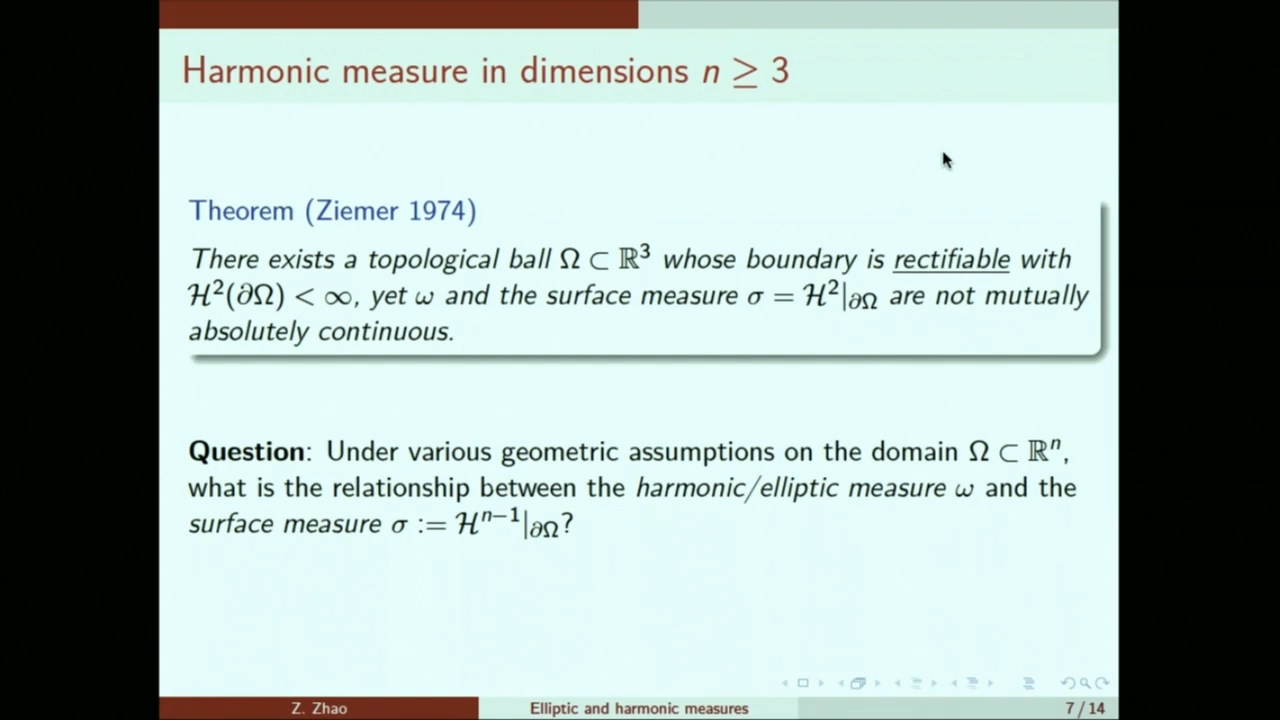 Harmonic measure in dimensions n ≥ 3
Theorem (Ziemer 1974)
There exists a topological ball Ω ⊂ ℝ³ whose boundary is rectifiable with
ℋ²(∂Ω) < ∞, yet ω and the surface measure σ = ℋ²|∂Ω are not mutually
absolutely continuous.
Question: Under various geometric assumptions on the domain Ω ⊂ ℝⁿ,
what is the relationship between the harmonic/elliptic measure ω and the
surface measure σ := ℋⁿ⁻¹|∂Ω?
Z. Zhao
Elliptic and harmonic measures
7 / 14